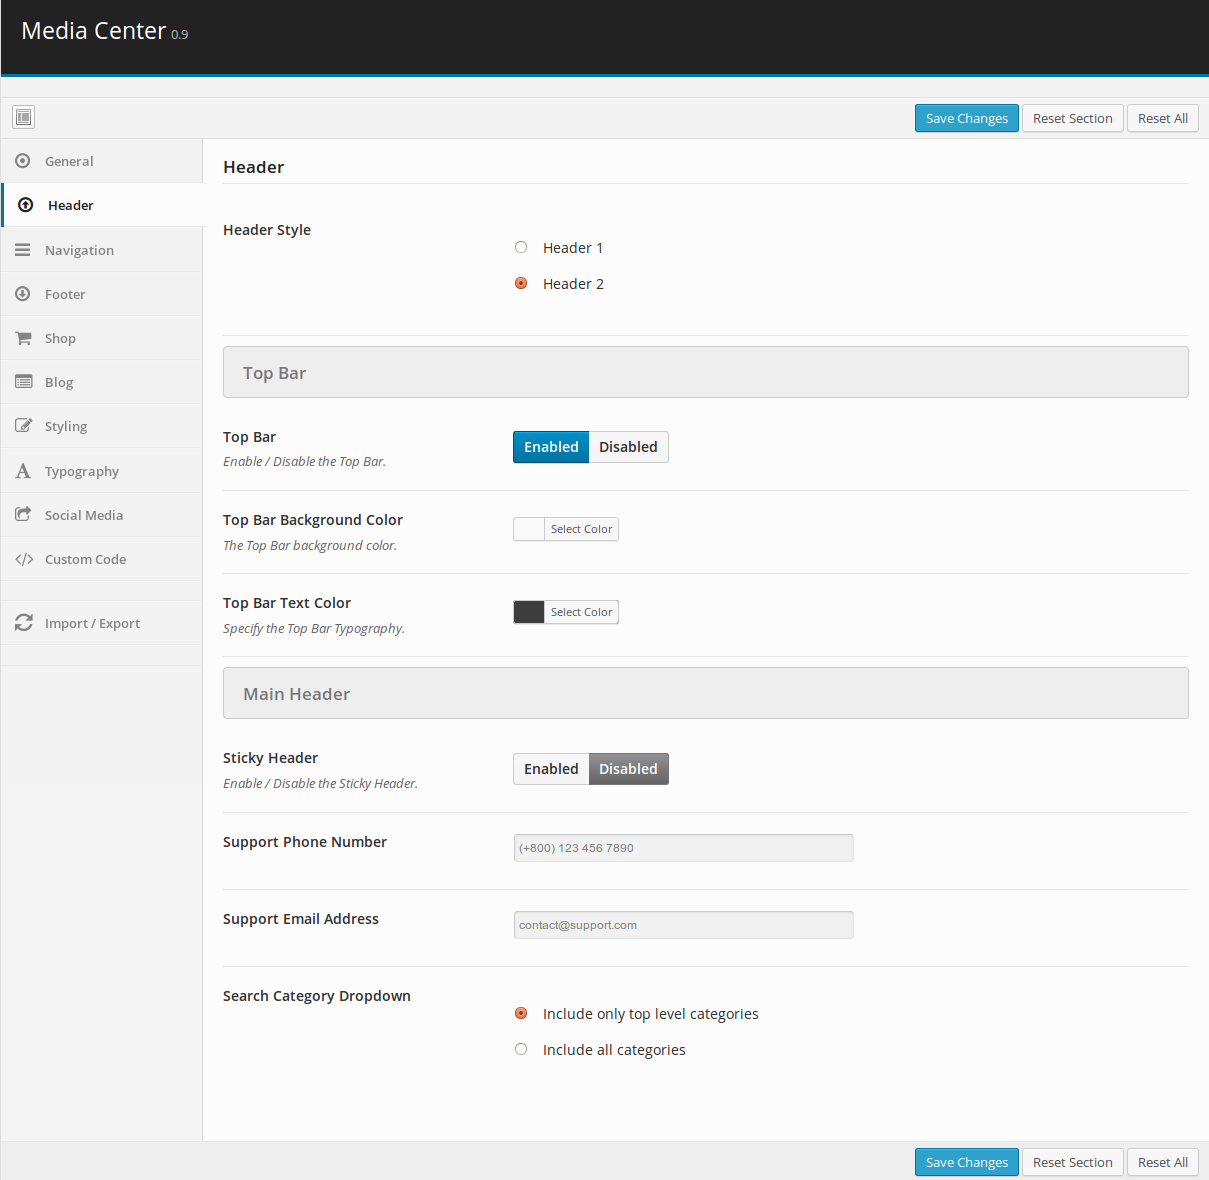 Media Center 0.9
Save Changes Reset Section Reset All
General
Header
Navigation
Footer
Shop
Blog
Styling
Typography
Social Media
Custom Code
Import / Export
Header
Header Style
Header 1
Header 2
Top Bar
Top Bar
Enable / Disable the Top Bar.
Enabled Disabled
Top Bar Background Color
The Top Bar background color.
Select Color
Top Bar Text Color
Specify the Top Bar Typography.
Select Color
Main Header
Sticky Header
Enable / Disable the Sticky Header.
Enabled Disabled
Support Phone Number
(+800) 123 456 7890
Support Email Address
contact@support.com
Search Category Dropdown
Include only top level categories
Include all categories
Save Changes Reset Section Reset All